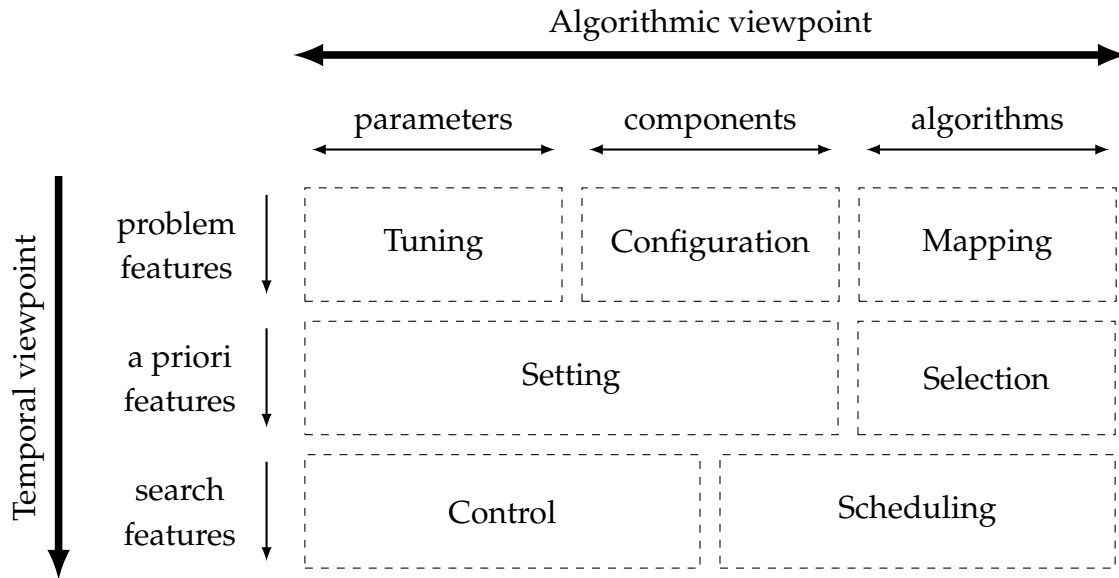 Algorithmic viewpoint
parameters
components
algorithms
Temporal viewpoint
problem
features
Tuning
Configuration
Mapping
a priori
features
Setting
Selection
search
features
Control
Scheduling